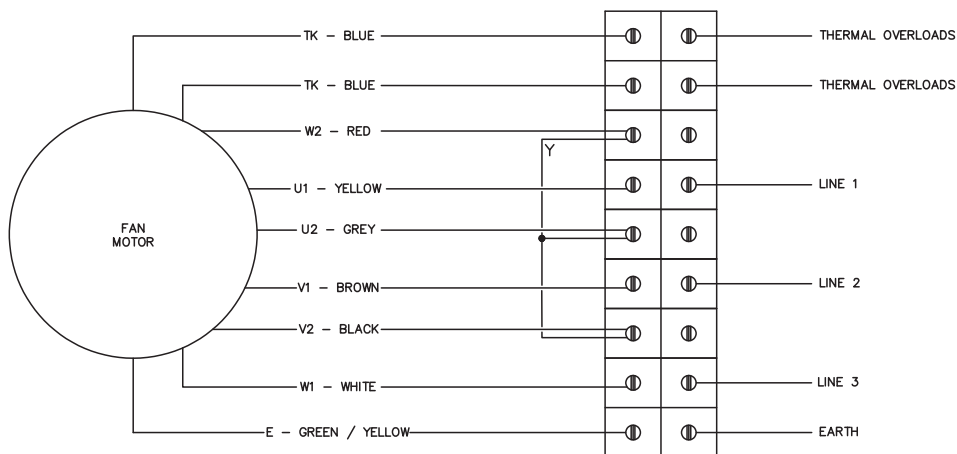 TK - BLUE
THERMAL OVERLOADS
TK - BLUE
THERMAL OVERLOADS
W2 - RED
Y
U1 - YELLOW
LINE 1
U2 - GREY
FAN
MOTOR
V1 - BROWN
LINE 2
V2 - BLACK
W1 - WHITE
LINE 3
E - GREEN / YELLOW
EARTH